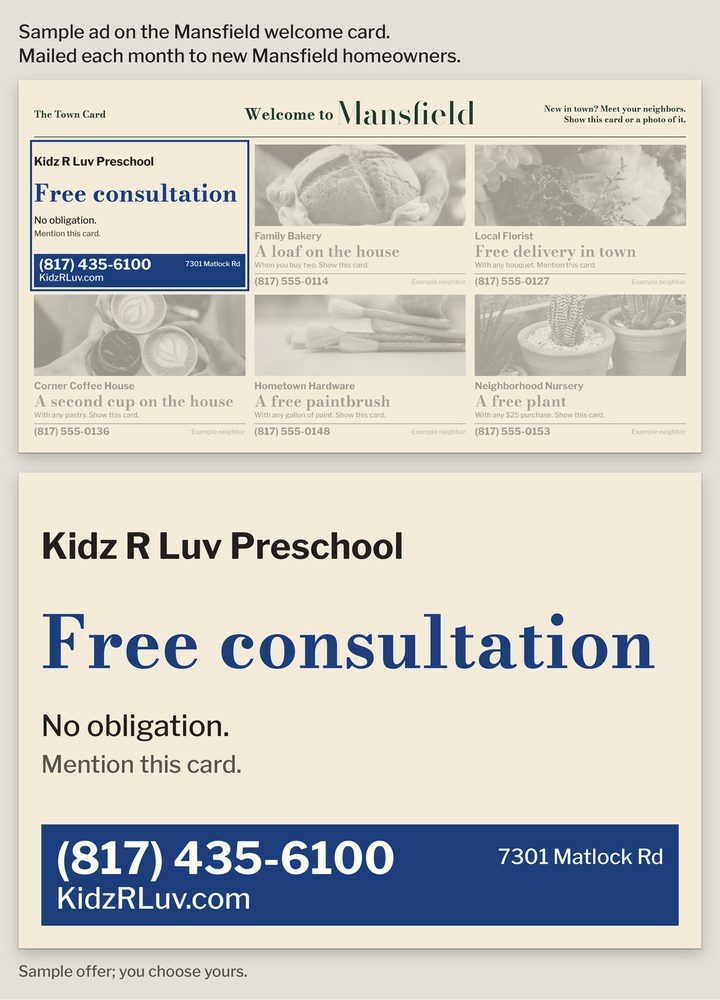 Sample ad on the Mansfield welcome card.
Mailed each month to new Mansfield homeowners.
The Town Card
Welcome to Mansfield
New in town? Meet your neighbors.
Show this card or a photo of it.
Kidz R Luv Preschool
Free consultation
No obligation.
Mention this card.
(817) 435-6100
7301 Matlock Rd
KidzRLuv.com
Family Bakery
A loaf on the house
When you buy two. Show this card.
(817) 555-0114
Example neighbor
Local Florist
Free delivery in town
With any bouquet. Mention this card.
(817) 555-0127
Example neighbor
Corner Coffee House
A second cup on the house
With any pastry. Show this card.
(817) 555-0136
Example neighbor
Hometown Hardware
A free paintbrush
With any gallon of paint. Show this card.
(817) 555-0148
Example neighbor
Neighborhood Nursery
A free plant
With any $25 purchase. Show this card.
(817) 555-0153
Example neighbor
Kidz R Luv Preschool
Free consultation
No obligation.
Mention this card.
(817) 435-6100
7301 Matlock Rd
KidzRLuv.com
Sample offer; you choose yours.